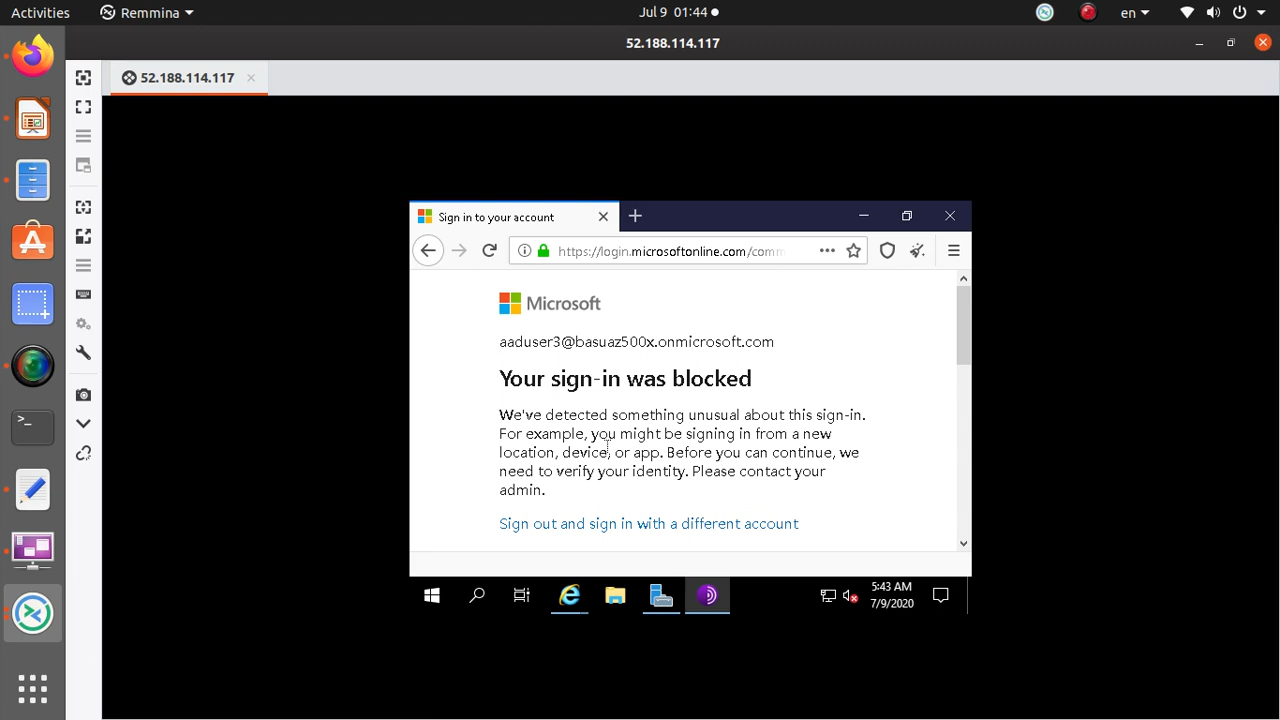 Activities
Remmina
Jul 9 01:44
en
52.188.114.117
52.188.114.117
Sign in to your account
https://login.microsoftonline.com/comm
Microsoft
aaduser3@basuaz500x.onmicrosoft.com
Your sign-in was blocked
We've detected something unusual about this sign-in.
For example, you might be signing in from a new
location, device, or app. Before you can continue, we
need to verify your identity. Please contact your
admin.
Sign out and sign in with a different account
5:43 AM
7/9/2020